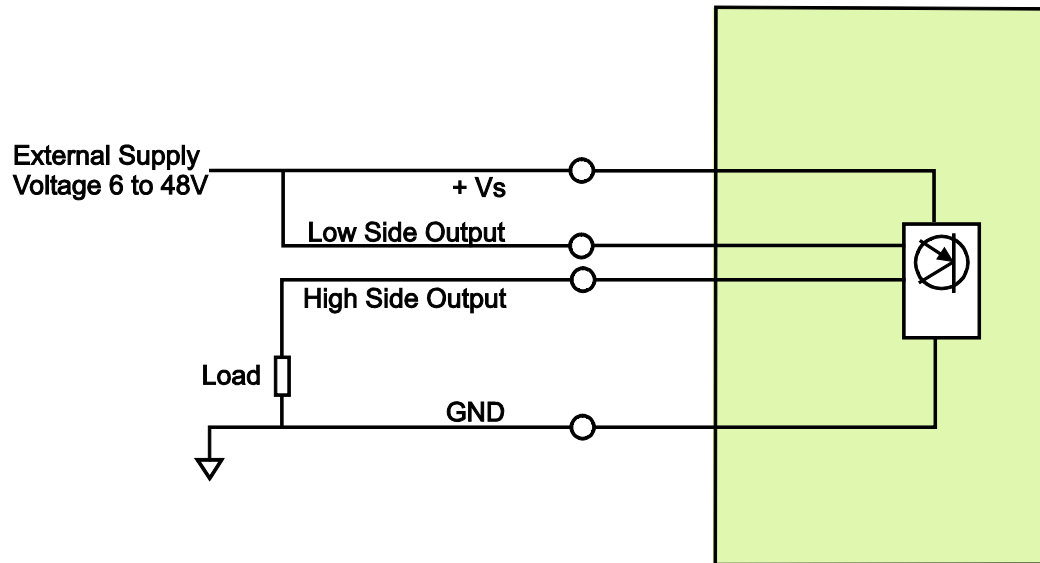 External Supply
Voltage 6 to 48V
+ Vs
Low Side Output
High Side Output
Load
GND